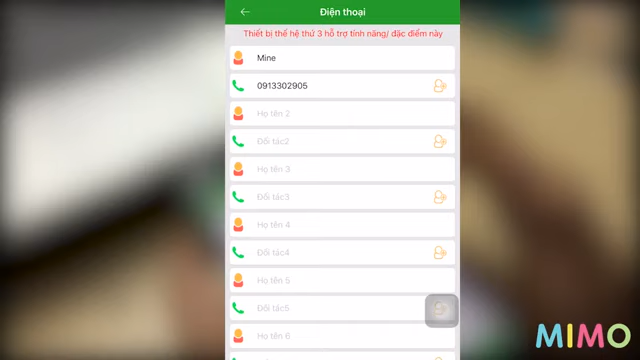 Điện thoại
Thiết bị thế hệ thứ 3 hỗ trợ tính năng/ đặc điểm này
Mine
0913302905
Họ tên 2
Đối tác2
Họ tên 3
Đối tác3
Họ tên 4
Đối tác4
Họ tên 5
Đối tác5
Họ tên 6
MIMO